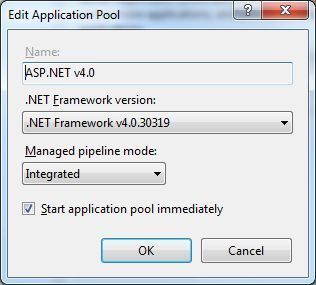 Edit Application Pool
Name:
ASP.NET v4.0
.NET Framework version:
.NET Framework v4.0.30319
Managed pipeline mode:
Integrated
Start application pool immediately
OK
Cancel